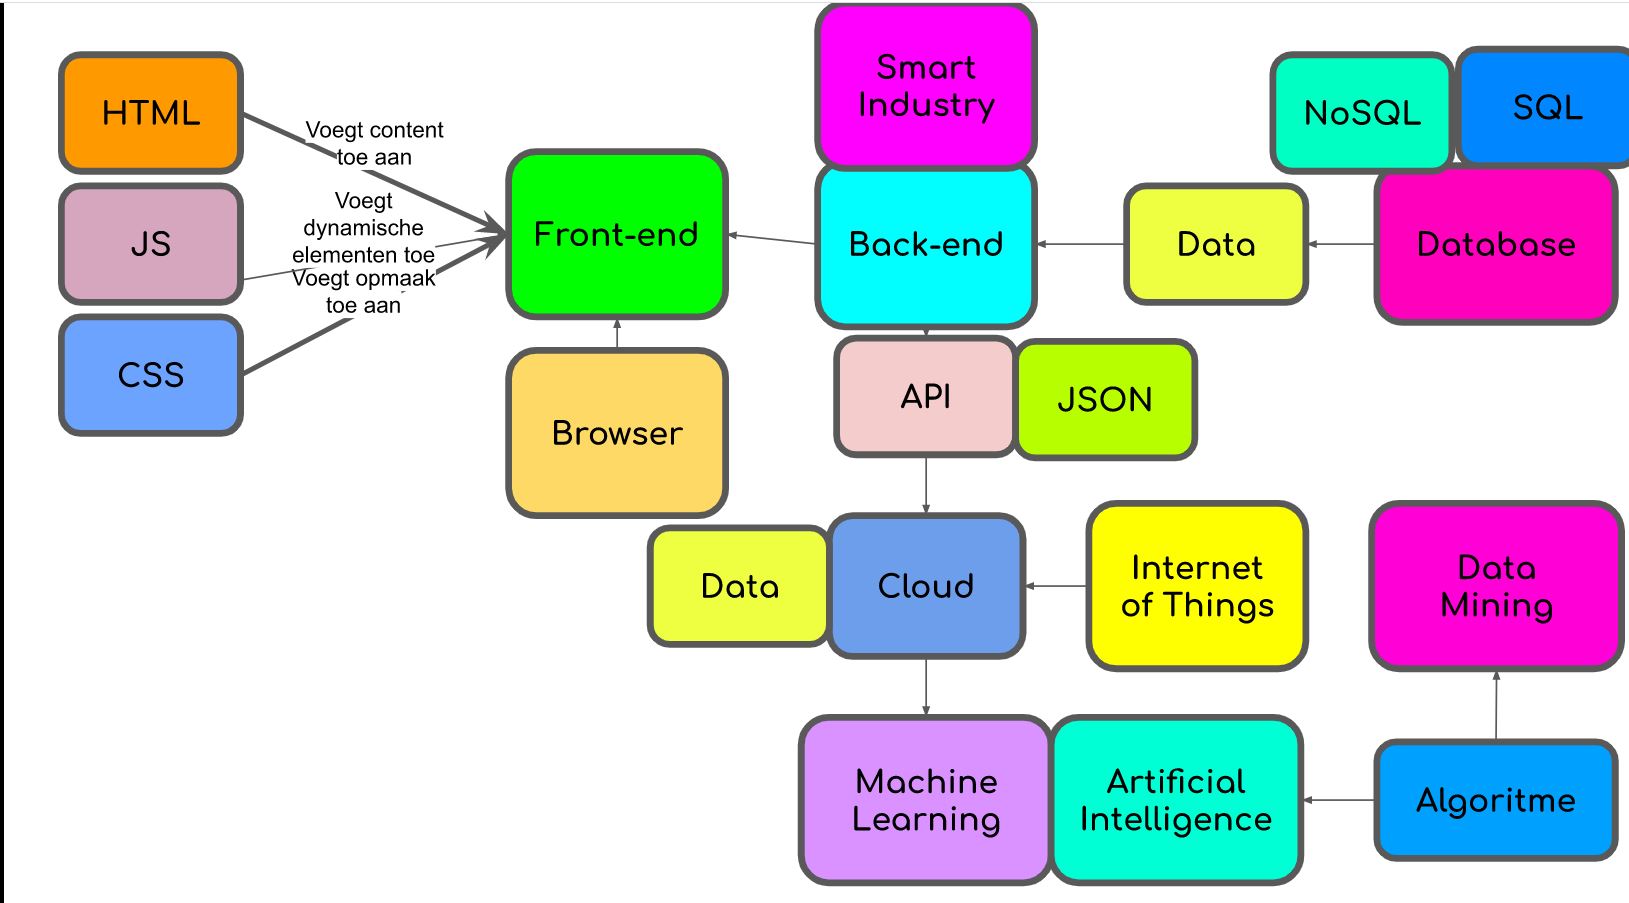 HTML
Voegt content
toe aan
JS
Voegt
dynamische
elementen toe
Voegt opmaak
toe aan
CSS
Front-end
Browser
Smart
Industry
Back-end
API
JSON
Data
NoSQL
SQL
Database
Data
Cloud
Internet
of Things
Data
Mining
Machine
Learning
Artificial
Intelligence
Algoritme